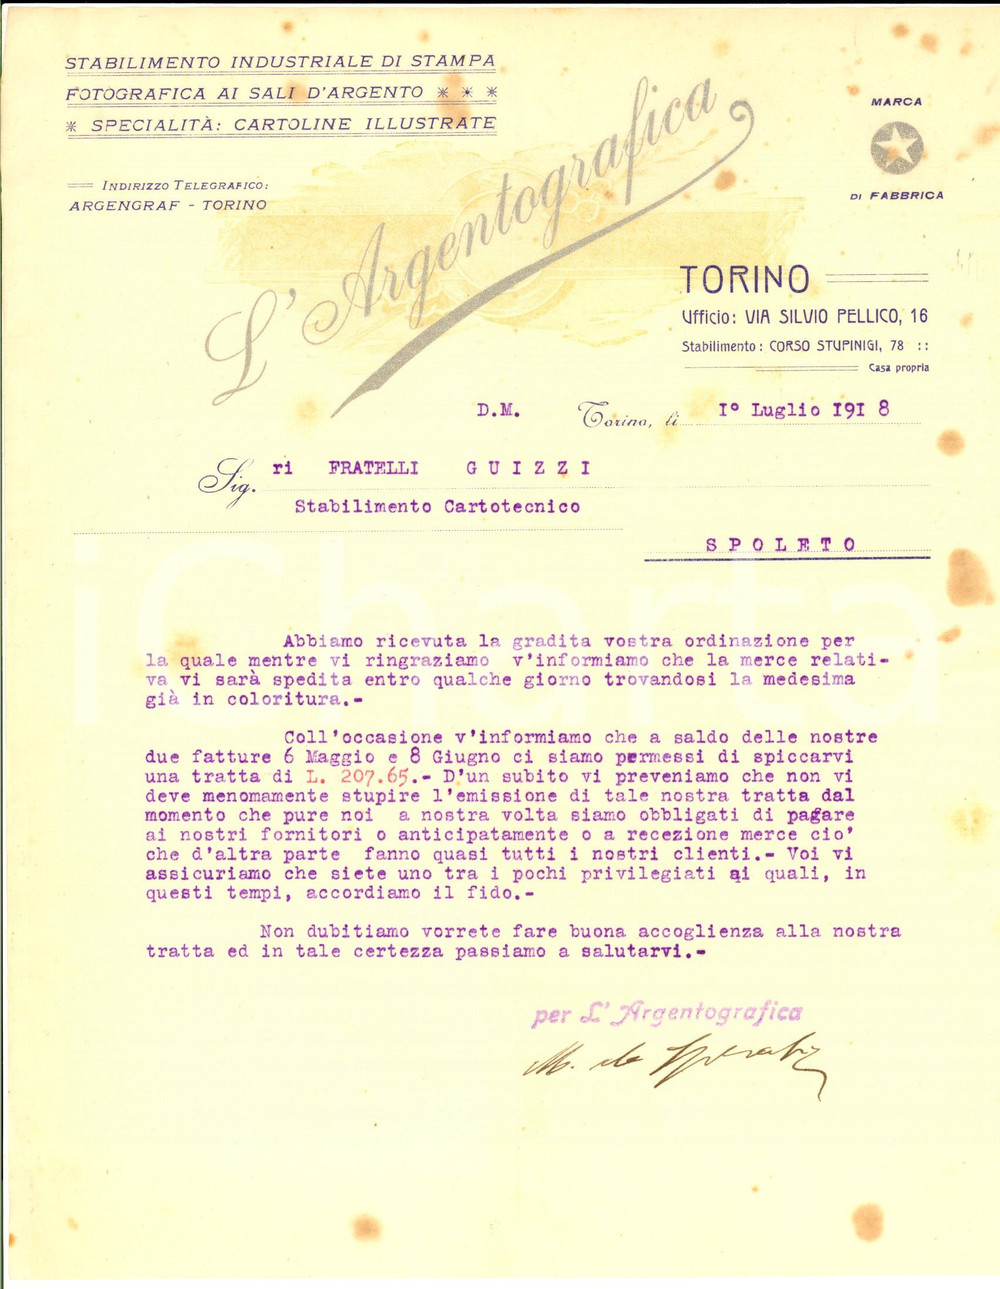 STABILIMENTO INDUSTRIALE DI STAMPA
FOTOGRAFICA AI SALI D'ARGENTO * * *
* SPECIALITÀ: CARTOLINE ILLUSTRATE
INDIRIZZO TELEGRAFICO:
ARGENGRAF - TORINO
L'Argentografica
MARCA
DI FABBRICA
TORINO
Ufficio: VIA SILVIO PELLICO, 16
Stabilimento: CORSO STUPINIGI, 78 ::
Casa propria
D.M. Torino, li 1° Luglio 1918
Sig. ri FRATELLI GUIZZI
Stabilimento Cartotecnico
SPOLETO
iCharta
Abbiamo ricevuta la gradita vostra ordinazione per
la quale mentre vi ringraziamo v'informiamo che la merce relati-
va vi sarà spedita entro qualche giorno trovandosi la medesima
già in coloritura.-
Coll'occasione v'informiamo che a saldo delle nostre
due fatture 6 Maggio e 8 Giugno ci siamo permessi di spiccarvi
una tratta di L. 207.65.- D'un subito vi preveniamo che non vi
deve menomamente stupire l'emissione di tale nostra tratta dal
momento che pure noi a nostra volta siamo obbligati di pagare
ai nostri fornitori o anticipatamente o a recezione merce cio'
che d'altra parte fanno quasi tutti i nostri clienti.- Voi vi
assicuriamo che siete uno tra i pochi privilegiati ai quali, in
questi tempi, accordiamo il fido.-
Non dubitiamo vorrete fare buona accoglienza alla nostra
tratta ed in tale certezza passiamo a salutarvi.-
per L'Argentografica